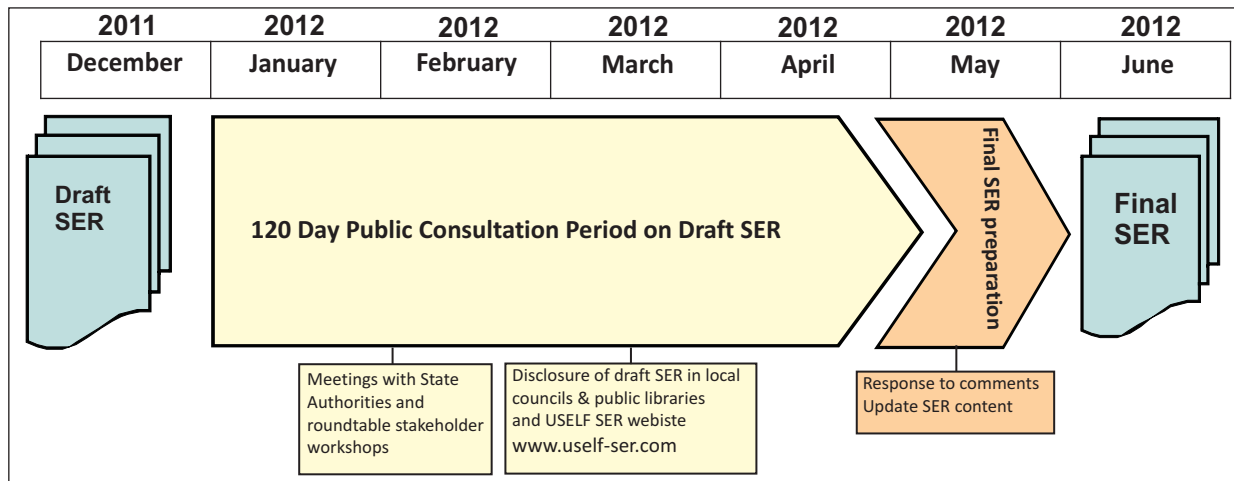 2011 2012 2012 2012 2012 2012 2012
December January February March April May June
Draft
SER
120 Day Public Consultation Period on Draft SER
Final SER preparation
Final
SER
Meetings with State
Authorities and
roundtable stakeholder
workshops
Disclosure of draft SER in local
councils & public libraries
and USELF SER webiste
www.uself-ser.com
Response to comments
Update SER content